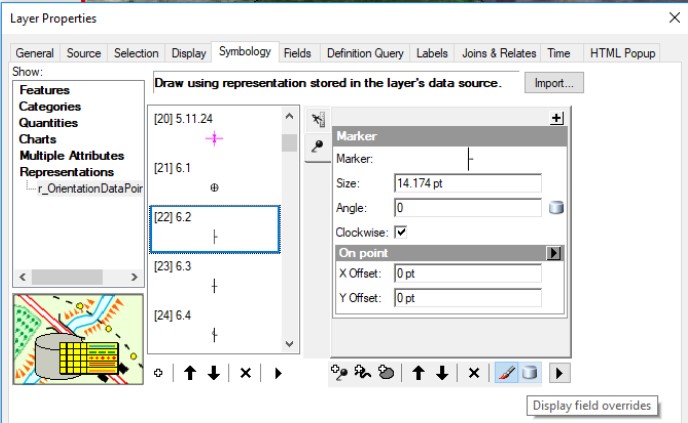 Layer Properties
General Source Selection Display Symbology Fields Definition Query Labels Joins & Relates Time HTML Popup
Show:
Features
Categories
Quantities
Charts
Multiple Attributes
Representations
r_OrientationDataPoir
Draw using representation stored in the layer's data source.
Import...
[20] 5.11.24
[21] 6.1
[22] 6.2
[23] 6.3
[24] 6.4
Marker
Marker:
Size: 14.174 pt
Angle: 0
Clockwise:
On point
X Offset: 0 pt
Y Offset: 0 pt
Display field overrides